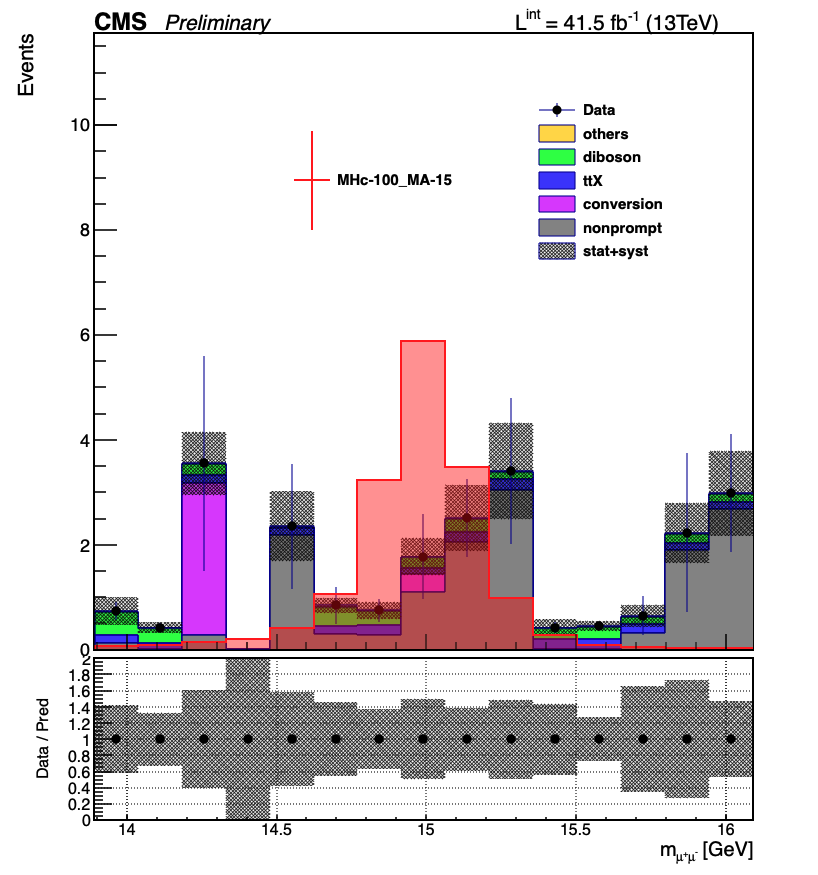 CMS Preliminary
L^int = 41.5 fb^-1 (13TeV)
Events
10
8
6
4
2
0
Data
others
diboson
ttX
conversion
nonprompt
stat+syst
MHc-100_MA-15
Data / Pred
2
1.8
1.6
1.4
1.2
1
0.8
0.6
0.4
0.2
0
14 14.5 15 15.5 16
m_μ⁺μ⁻ [GeV]